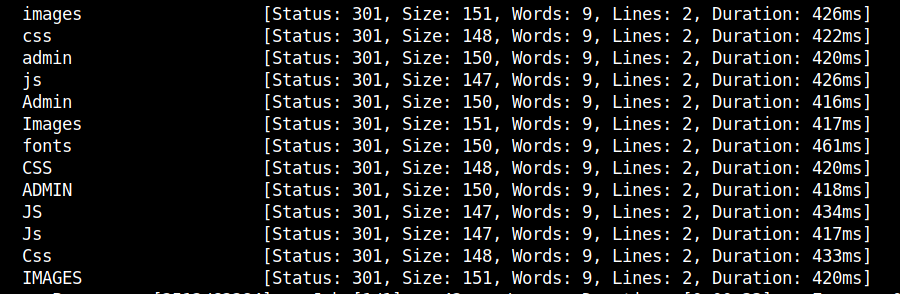 images [Status: 301, Size: 151, Words: 9, Lines: 2, Duration: 426ms]
css [Status: 301, Size: 148, Words: 9, Lines: 2, Duration: 422ms]
admin [Status: 301, Size: 150, Words: 9, Lines: 2, Duration: 420ms]
js [Status: 301, Size: 147, Words: 9, Lines: 2, Duration: 426ms]
Admin [Status: 301, Size: 150, Words: 9, Lines: 2, Duration: 416ms]
Images [Status: 301, Size: 151, Words: 9, Lines: 2, Duration: 417ms]
fonts [Status: 301, Size: 150, Words: 9, Lines: 2, Duration: 461ms]
CSS [Status: 301, Size: 148, Words: 9, Lines: 2, Duration: 420ms]
ADMIN [Status: 301, Size: 150, Words: 9, Lines: 2, Duration: 418ms]
JS [Status: 301, Size: 147, Words: 9, Lines: 2, Duration: 434ms]
Js [Status: 301, Size: 147, Words: 9, Lines: 2, Duration: 417ms]
Css [Status: 301, Size: 148, Words: 9, Lines: 2, Duration: 433ms]
IMAGES [Status: 301, Size: 151, Words: 9, Lines: 2, Duration: 420ms]